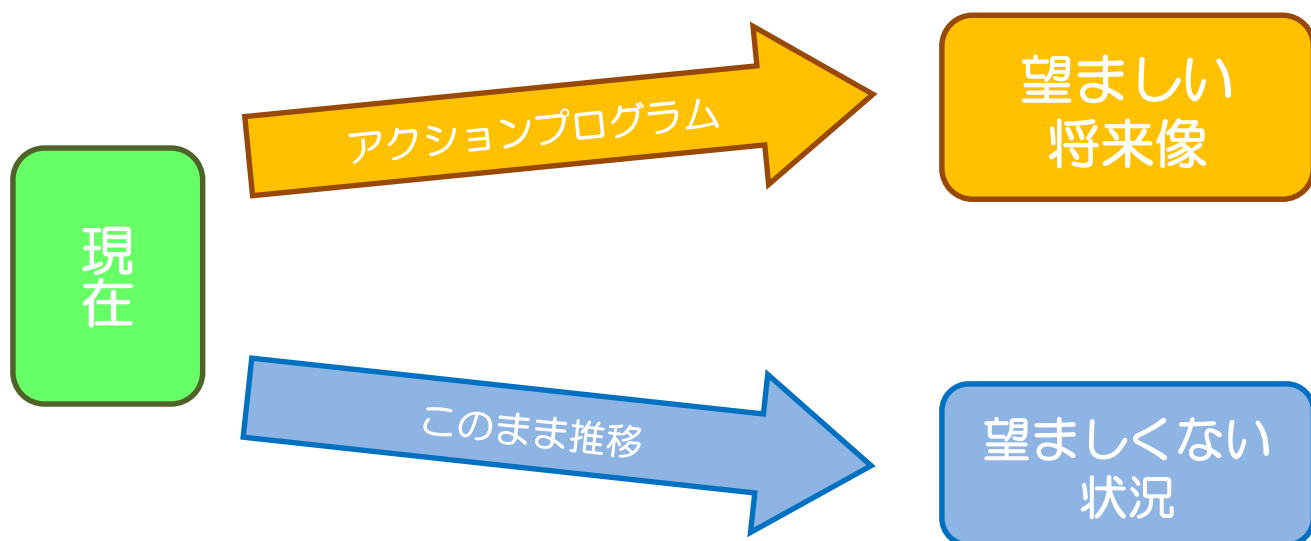 現在
アクションプログラム
望ましい
将来像
このまま推移
望ましくない
状況